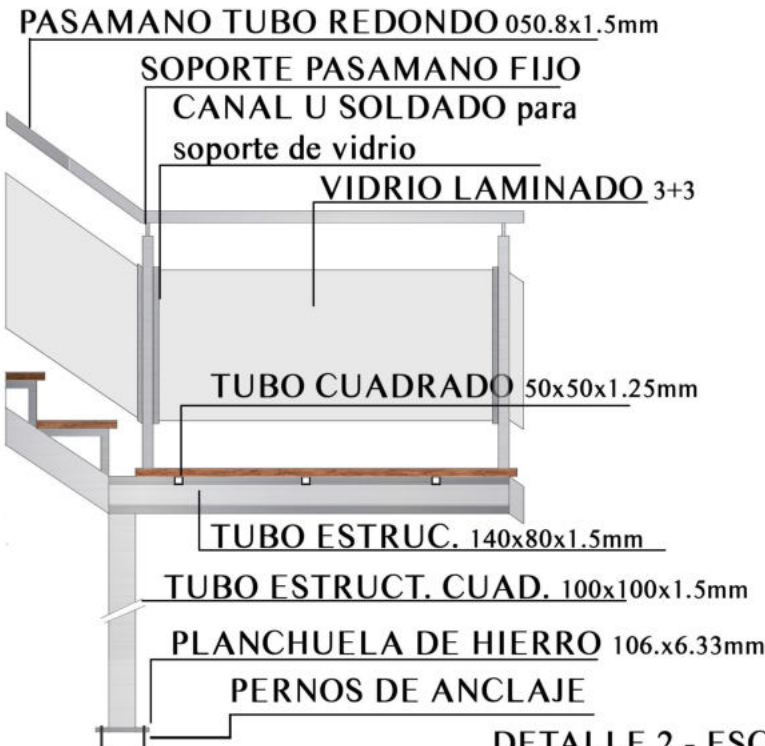 PASAMANO TUBO REDONDO 050.8x1.5mm
SOPORTE PASAMANO FIJO
CANAL U SOLDADO para
soporte de vidrio
VIDRIO LAMINADO 3+3
TUBO CUADRADO 50x50x1.25mm
TUBO ESTRUC. 140x80x1.5mm
TUBO ESTRUCT. CUAD. 100x100x1.5mm
PLANCHUELA DE HIERRO 106.x6.33mm
PERNOS DE ANCLAJE
DETALLE 2 - ESC